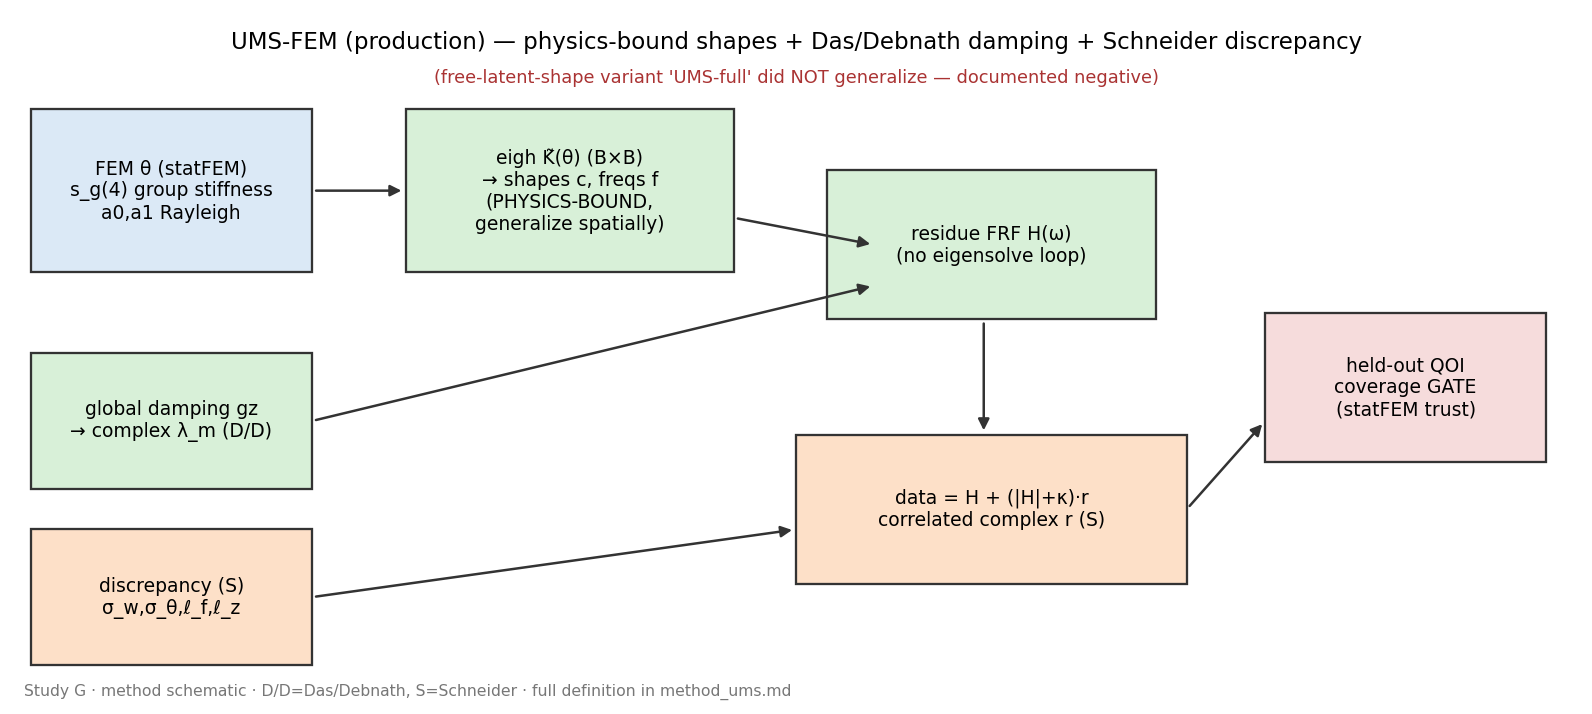 UMS-FEM (production) — physics-bound shapes + Das/Debnath damping + Schneider discrepancy
(free-latent-shape variant 'UMS-full' did NOT generalize — documented negative)
FEM θ (statFEM)
s_g(4) group stiffness
a0,a1 Rayleigh
eigh K̃(θ) (B×B)
→ shapes c, freqs f
(PHYSICS-BOUND,
generalize spatially)
residue FRF H(ω)
(no eigensolve loop)
global damping gz
→ complex λ_m (D/D)
held-out QOI
coverage GATE
(statFEM trust)
data = H + (|H|+κ)·r
correlated complex r (S)
discrepancy (S)
σ_w,σ_θ,ℓ_f,ℓ_z
Study G · method schematic · D/D=Das/Debnath, S=Schneider · full definition in method_ums.md